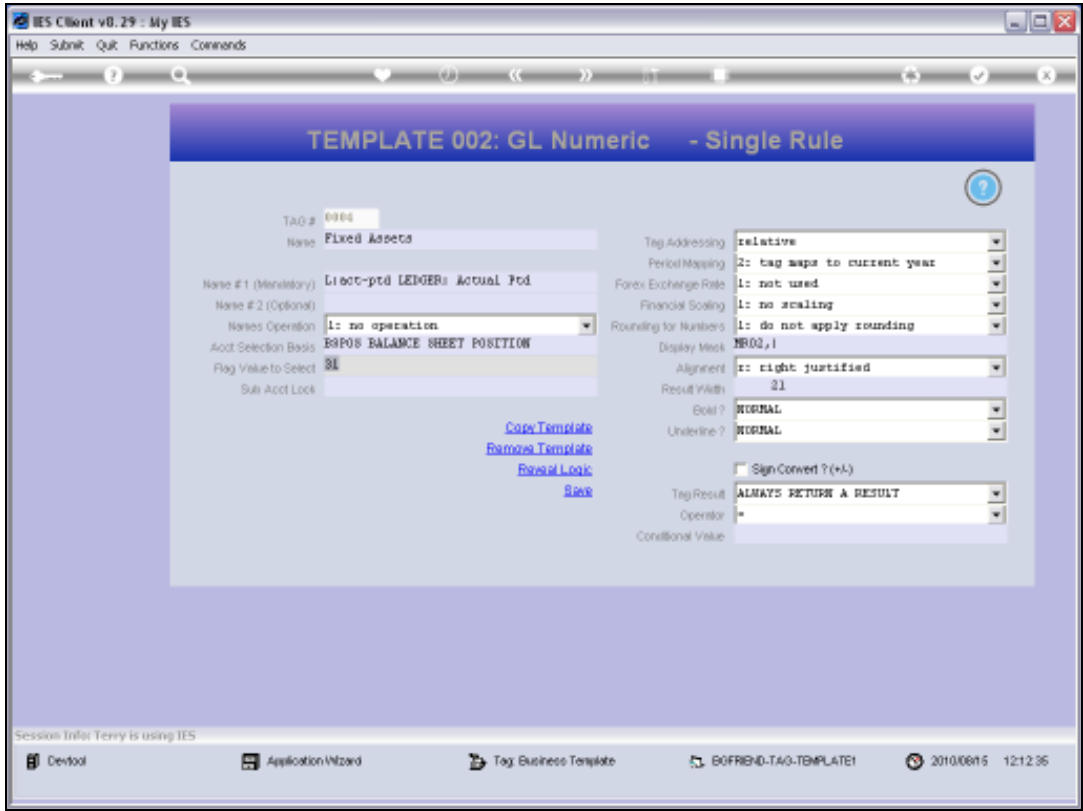 IES Client v8.29 : My IES
Help Submit Quit Functions Commands
TEMPLATE 002: GL Numeric - Single Rule
TAG # 0004
Name Fixed Assets
Name # 1 (Mandatory) L:act-ptd LEDGER: Actual Ptd
Name # 2 (Optional)
Names Operation 1: no operation
Acct Selection Basis BSPOS BALANCE SHEET POSITION
Flag Value to Select 31
Sub Acct Lock
Copy Template
Remove Template
Reveal Logic
Save
Tag Addressing relative
Period Mapping 2: tag maps to current year
Forex Exchange Rate 1: not used
Financial Scaling 1: no scaling
Rounding for Numbers 1: do not apply rounding
Display Mask MR02,|
Alignment r: right justified
Result Width 21
Bold ? NORMAL
Underline ? NORMAL
Sign Convert ? (+/-)
Tag Result ALWAYS RETURN A RESULT
Operator =
Conditional Value
Session Info: Terry is using IES
Devtool Application Wizard Tag: Business Template BGFRIEND-TAG-TEMPLATE1 2010/08/15 12:12:35